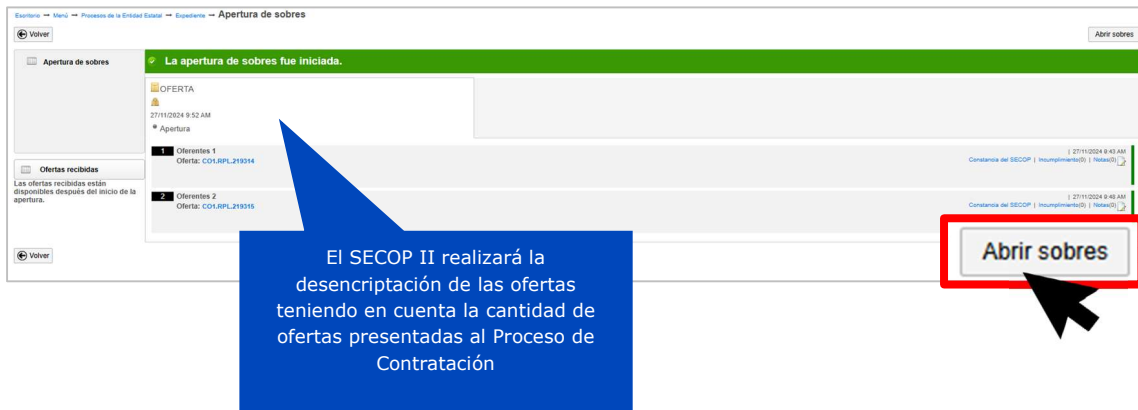 Escritorio → Menú → Procesos de la Entidad Estatal → Expediente → Apertura de sobres
Volver
Abrir sobres
Apertura de sobres
La apertura de sobres fue iniciada.
OFERTA
27/11/2024 9:52 AM
Apertura
1 Oferentes 1 | 27/11/2024 9:43 AM
Oferta: CO1.RPL.219314 Constancia del SECOP | Incumplimiento(0) | Notas(0)
Ofertas recibidas
Las ofertas recibidas están
disponibles después del inicio de la
apertura.
2 Oferentes 2 | 27/11/2024 9:48 AM
Oferta: CO1.RPL.219315 Constancia del SECOP | Incumplimiento(0) | Notas(0)
Volver
Abrir sobres
El SECOP II realizará la
desencriptación de las ofertas
teniendo en cuenta la cantidad de
ofertas presentadas al Proceso de
Contratación